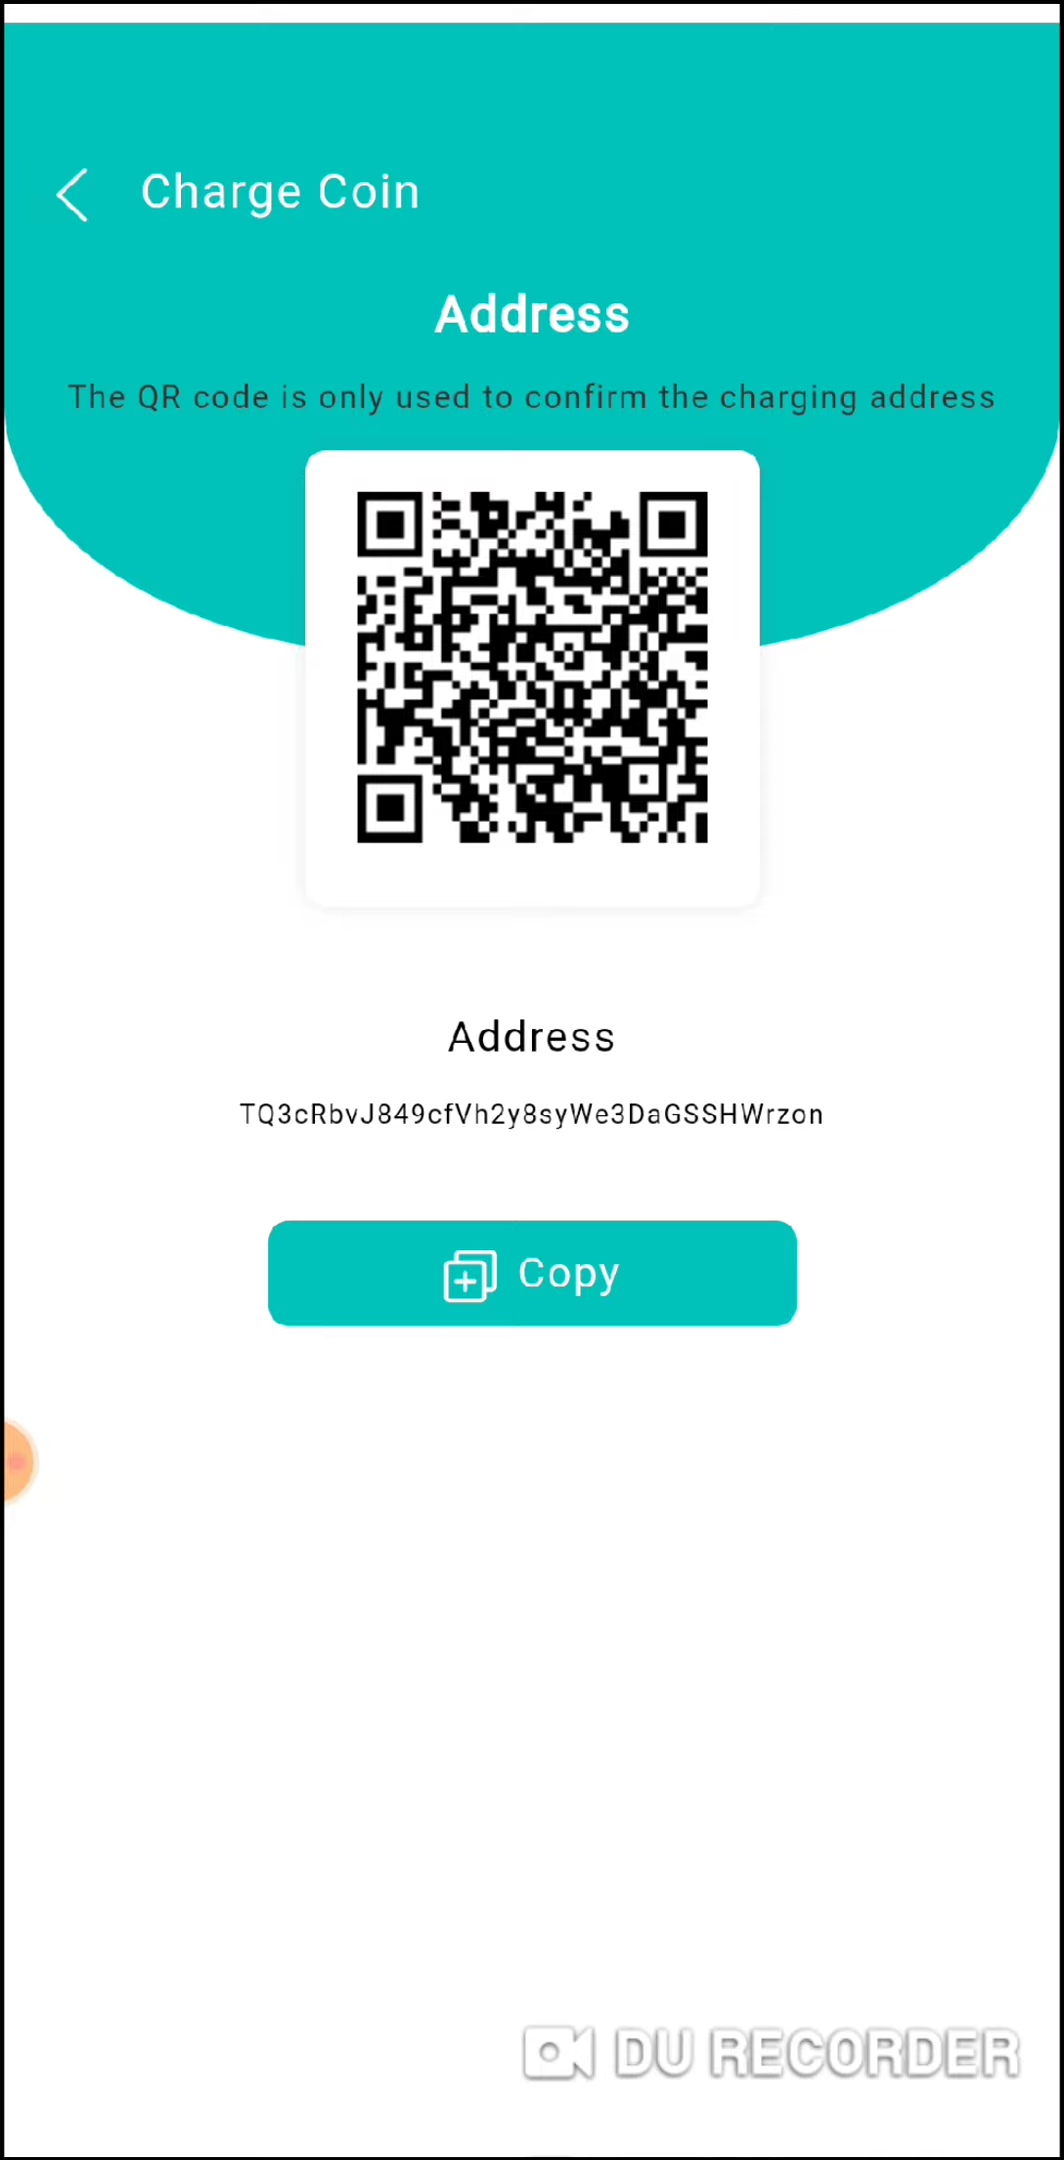 Charge Coin
Address
The QR code is only used to confirm the charging address
Address
TQ3cRbvJ849cfVh2y8syWe3DaGSSHWrzon
Copy
DU RECORDER